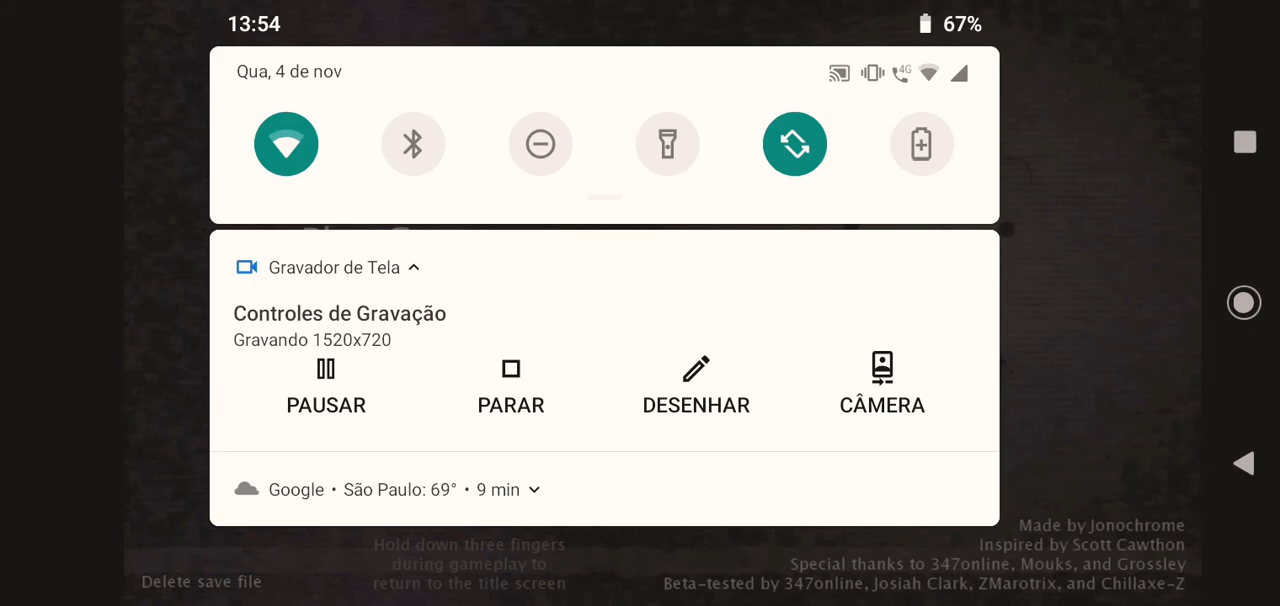 13:54
67%
Qua, 4 de nov
4G
Gravador de Tela
Controles de Gravação
Gravando 1520x720
PAUSAR
PARAR
DESENHAR
CÂMERA
Google • São Paulo: 69° • 9 min
Made by Jonochrome
Inspired by Scott Cawthon
Special thanks to 347online, Mouks, and Grossley
Beta-tested by 347online, Josiah Clark, ZMarotrix, and Chillaxe-Z
Hold down three fingers
during gameplay to
return to the title screen
Delete save file